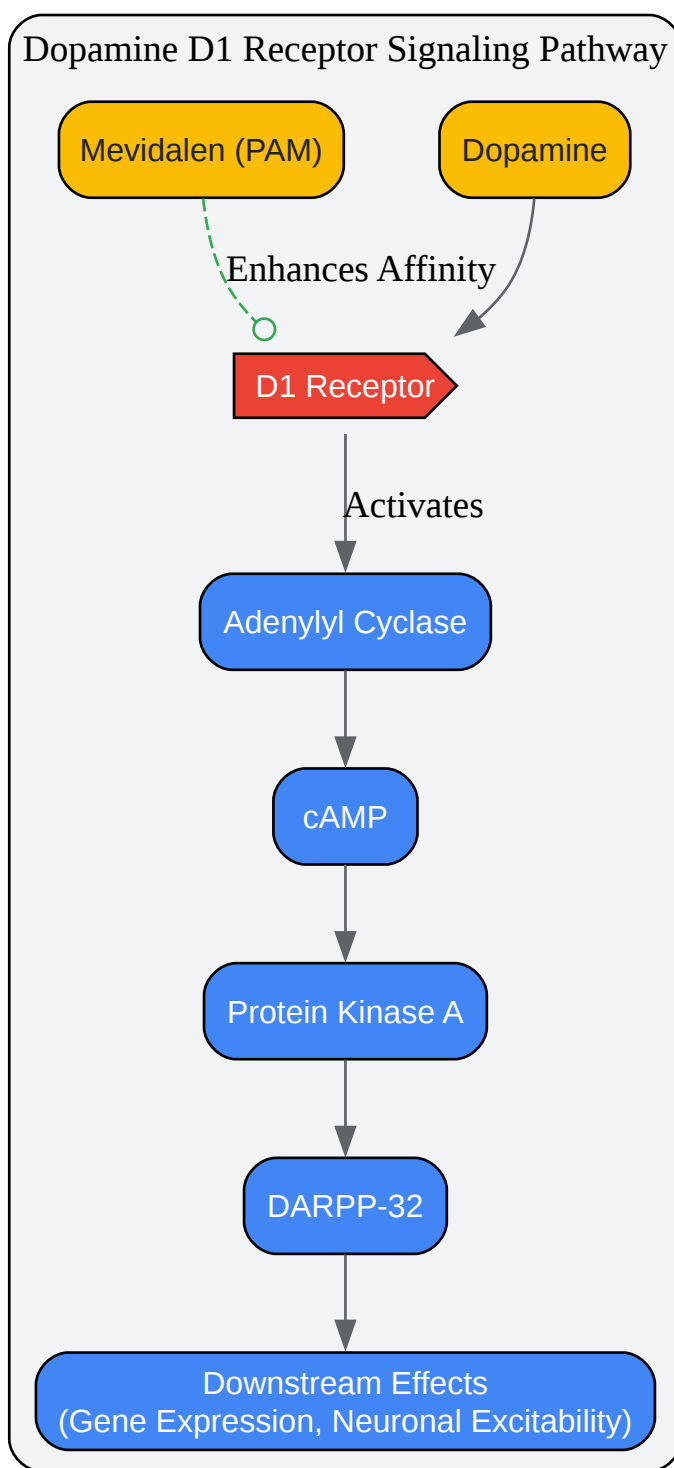 Dopamine D1 Receptor Signaling Pathway
Mevidalen (PAM)
Dopamine
Enhances Affinity
D1 Receptor
Activates
Adenylyl Cyclase
cAMP
Protein Kinase A
DARPP-32
Downstream Effects
(Gene Expression, Neuronal Excitability)